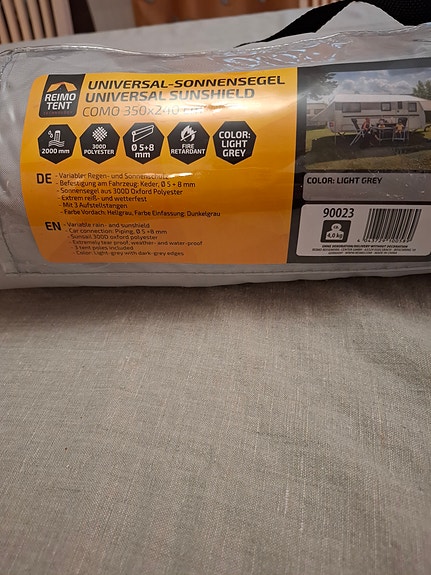 REIMO
TENT
UNIVERSAL-SONNENSEGEL
UNIVERSAL SUNSHIELD
COMO 350x240 cm
2000 mm
300D
POLYESTER
Ø 5+8
mm
FIRE
RETARDANT
COLOR:
LIGHT
GREY
DE
- Variables Regen- und Sonnenschutz
- Befestigung am Fahrzeug: Keder, Ø 5 + 8 mm
- Sonnensegel aus 300D Oxford Polyester
- Extrem reiß- und wetterfest
- Mit 3 Aufstellstangen
- Farbe Vordach: Hellgrau, Farbe Einfassung: Dunkelgrau
EN
- Variable rain- and sunshield
- Car connection: Piping, Ø 5+8 mm
- Sunsail 300D oxford polyester
- Extremely tear proof, weather- and water-proof
- 3 tent poles included
- Color: Light-grey with dark-grey edges
COLOR: LIGHT GREY
90023
4,0 kg